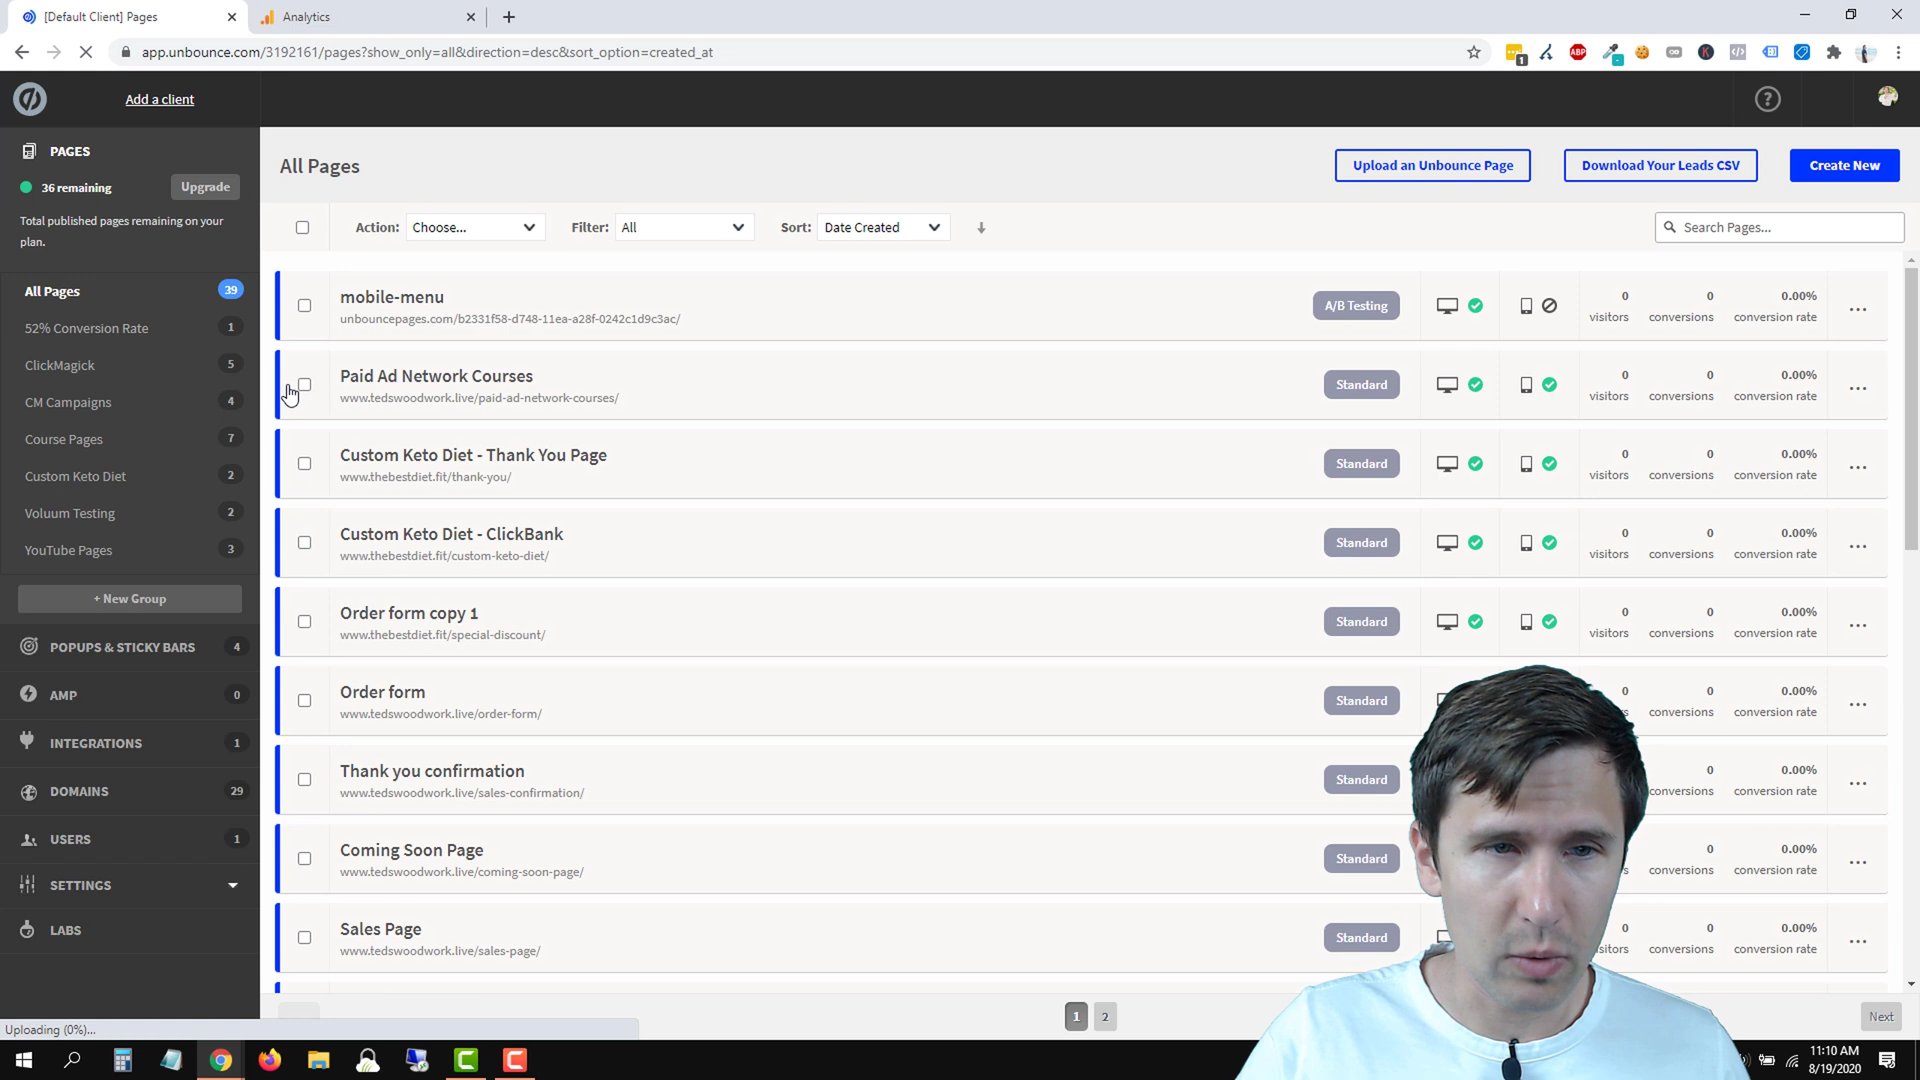 [Default Client] Pages
Analytics
app.unbounce.com/3192161/pages?show_only=all&direction=desc&sort_option=created_at
ABP
1
K
Add a client
PAGES
36 remaining
Upgrade
Total published pages remaining on your
plan.
All Pages 39
52% Conversion Rate 1
ClickMagick 5
CM Campaigns 4
Course Pages 7
Custom Keto Diet 2
Voluum Testing 2
YouTube Pages 3
+ New Group
POPUPS & STICKY BARS 4
AMP 0
INTEGRATIONS 1
DOMAINS 29
USERS 1
SETTINGS
LABS
All Pages
Upload an Unbounce Page
Download Your Leads CSV
Create New
Action: Choose... Filter: All Sort: Date Created
Search Pages...
mobile-menu
unbouncepages.com/b2331f58-d748-11ea-a28f-0242c1d9c3ac/
A/B Testing
0 0 0.00%
visitors conversions conversion rate
Paid Ad Network Courses
www.tedswoodwork.live/paid-ad-network-courses/
Standard
0 0 0.00%
visitors conversions conversion rate
Custom Keto Diet - Thank You Page
www.thebestdiet.fit/thank-you/
Standard
0 0 0.00%
visitors conversions conversion rate
Custom Keto Diet - ClickBank
www.thebestdiet.fit/custom-keto-diet/
Standard
0 0 0.00%
visitors conversions conversion rate
Order form copy 1
www.thebestdiet.fit/special-discount/
Standard
0 0 0.00%
visitors conversions conversion rate
Order form
www.tedswoodwork.live/order-form/
Standard
0 0 0.00%
conversions conversion rate
Thank you confirmation
www.tedswoodwork.live/sales-confirmation/
Standard
0 0.00%
conversions conversion rate
Coming Soon Page
www.tedswoodwork.live/coming-soon-page/
Standard
0 0.00%
conversions conversion rate
Sales Page
www.tedswoodwork.live/sales-page/
Standard
0 0 0.00%
sitors conversions conversion rate
1 2
Next
Uploading (0%)...
11:10 AM
8/19/2020